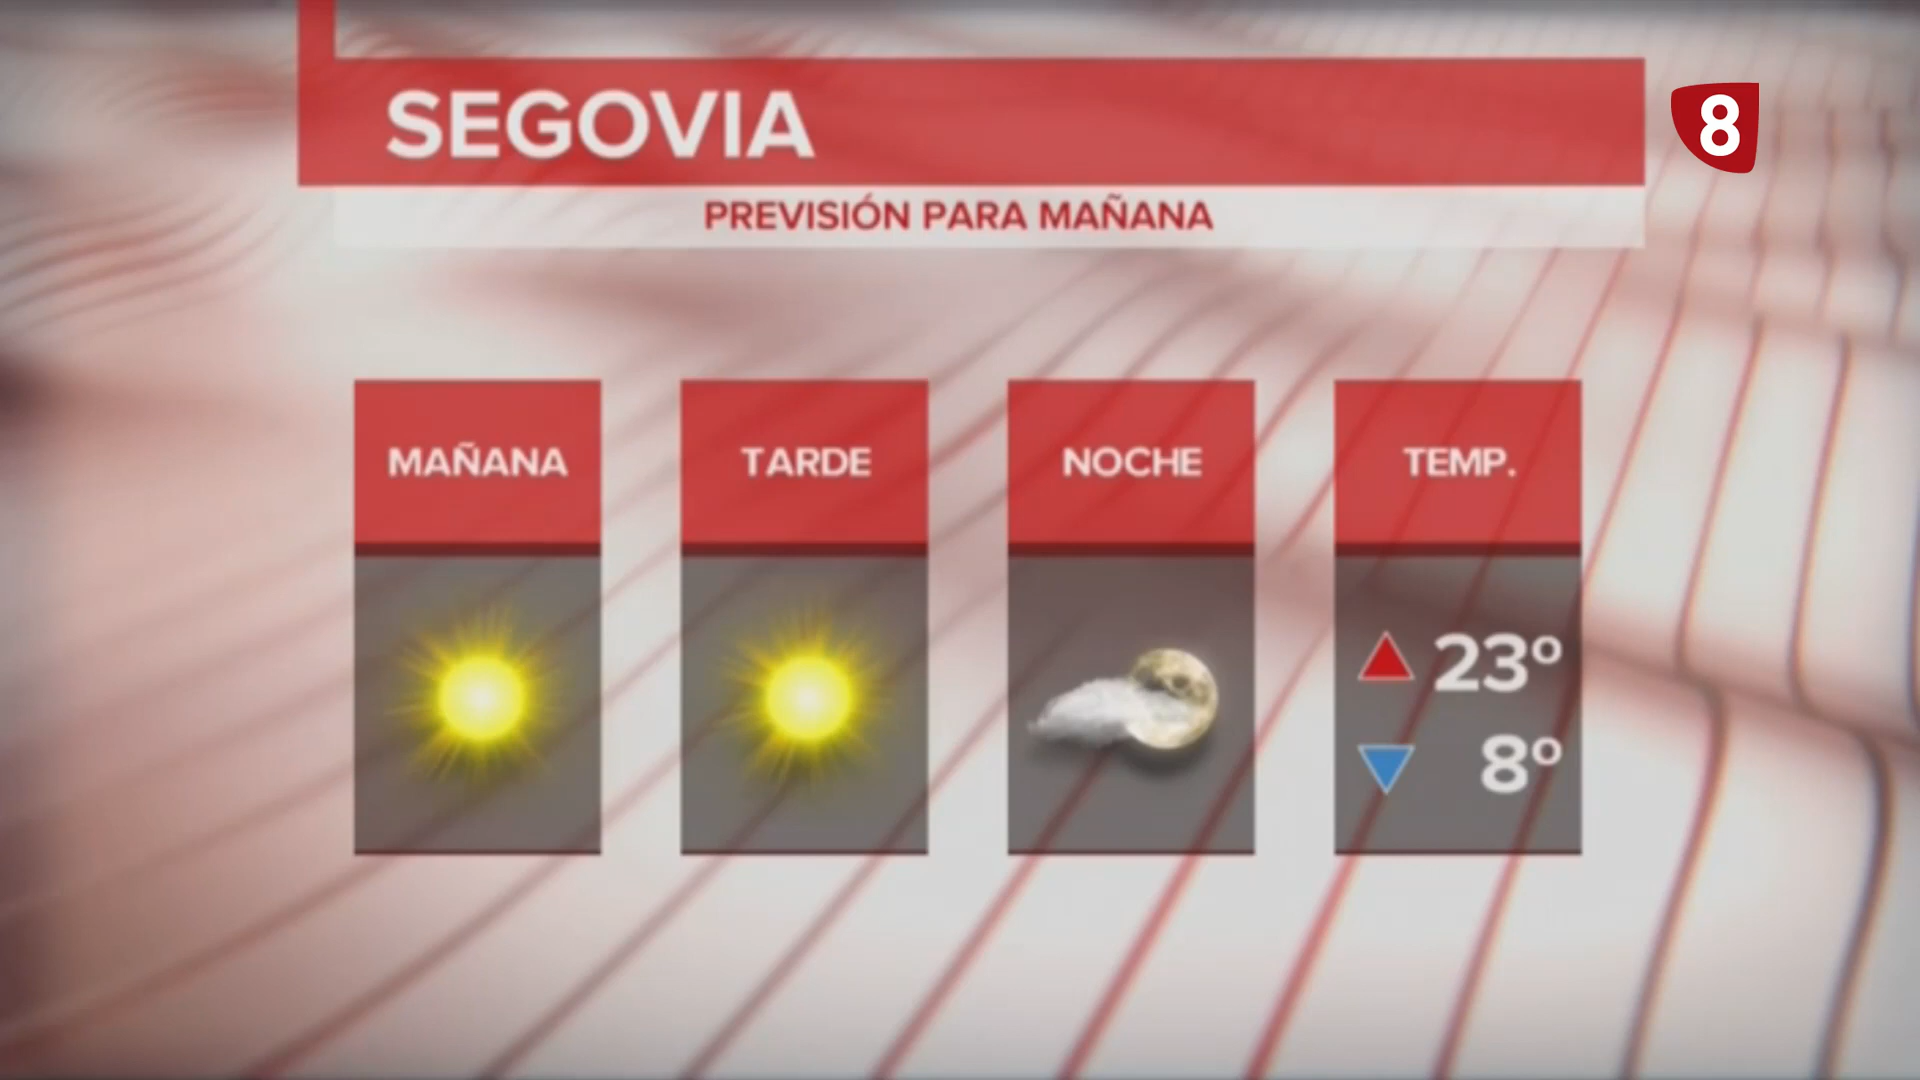 SEGOVIA
8
PREVISIÓN PARA MAÑANA
MAÑANA
TARDE
NOCHE
TEMP.
23º
8º